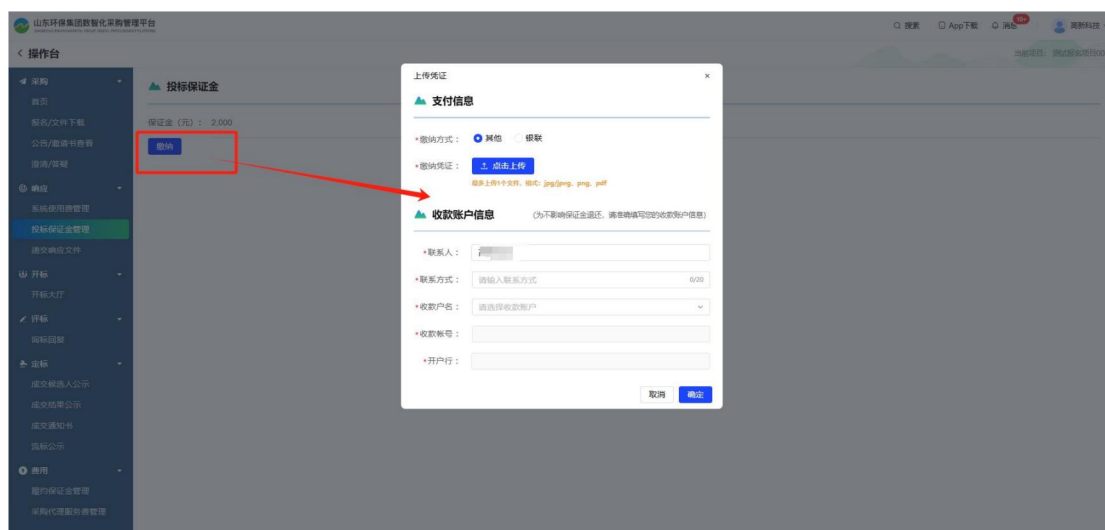 山东环保集团数智化采购管理平台
搜索 App下载 消息 99+ 高新科技
操作台
采购
首页
报名/文件下载
公告/邀请书查看
澄清/答疑
响应
系统使用费管理
投标保证金管理
递交响应文件
开标
开标大厅
评标
询标回复
定标
成交候选人公示
成交结果公示
成交通知书
流标公示
费用
履约保证金管理
采购代理服务费管理
投标保证金
保证金（元）： 2,000
缴纳
上传凭证 ×
支付信息
*缴纳方式： 其他 银联
*缴纳凭证： 点击上传
最多上传1个文件，格式：jpg/jpeg、png、pdf
收款账户信息 (为不影响保证金退还，请准确填写您的收款账户信息)
*联系人：
*联系方式： 请输入联系方式 0/20
*收款户名： 请选择收款账户
*收款帐号：
*开户行：
取消 确定